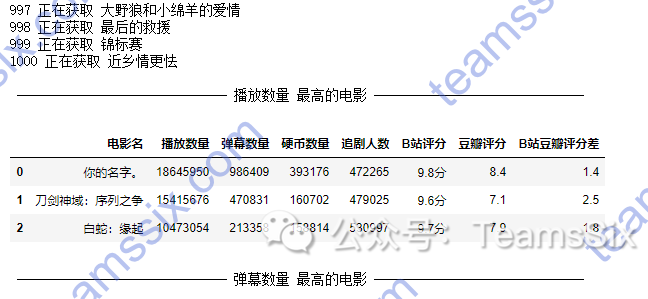 997 正在获取 大野狼和小绵羊的爱情
998 正在获取 最后的救援
999 正在获取 锦标赛
1000 正在获取 近乡情更怯
播放数量 最高的电影
电影名 播放数量 弹幕数量 硬币数量 追剧人数 B站评分 豆瓣评分 B站豆瓣评分差
0 你的名字。 18645950 986409 393176 472265 9.8分 8.4 1.4
1 刀剑神域：序列之争 15415676 470831 160702 479025 9.6分 7.1 2.5
2 白蛇：缘起 10473054 213358 530997 9.7分 7.9 1.8
公众号： Teamssix
弹幕数量 最高的电影
teamssix.com
teamssix
teamssix